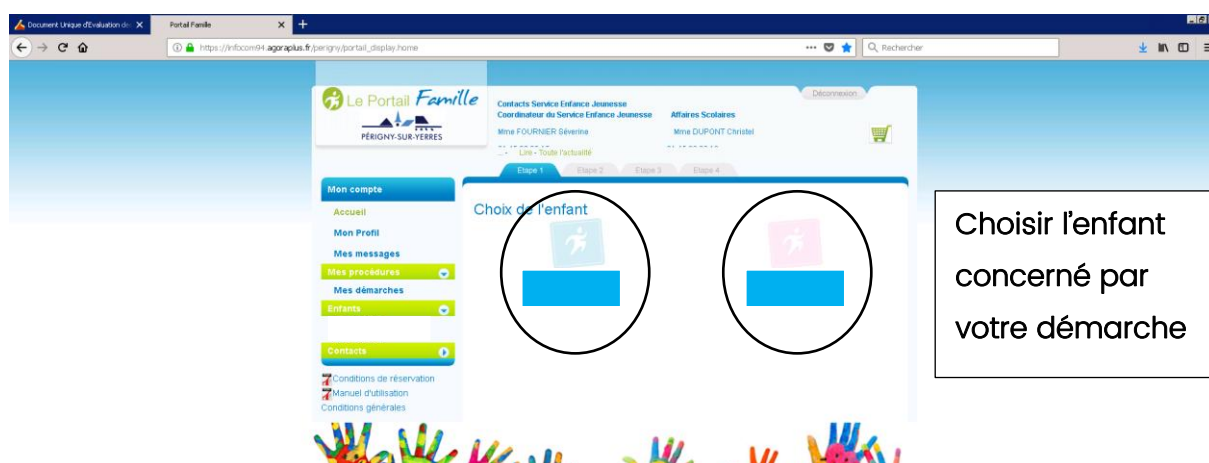 Document Unique d'Evaluation de
Portail Famille
https://infocom94.agoraplus.fr/perigny/portail_display.home
Rechercher
Le Portail Famille
PÉRIGNY-SUR-YERRES
Contacts Service Enfance Jeunesse
Coordinateur du Service Enfance Jeunesse
Affaires Scolaires
Mme FOURNIER Séverine
Mme DUPONT Christel
... - Lire - Toute l'actualité
Déconnexion
Etape 1
Etape 2
Etape 3
Etape 4
Mon compte
Accueil
Mon Profil
Mes messages
Mes procédures
Mes démarches
Enfants
Contacts
Conditions de réservation
Manuel d'utilisation
Conditions générales
Choix de l'enfant
Choisir l'enfant
concerné par
votre démarche